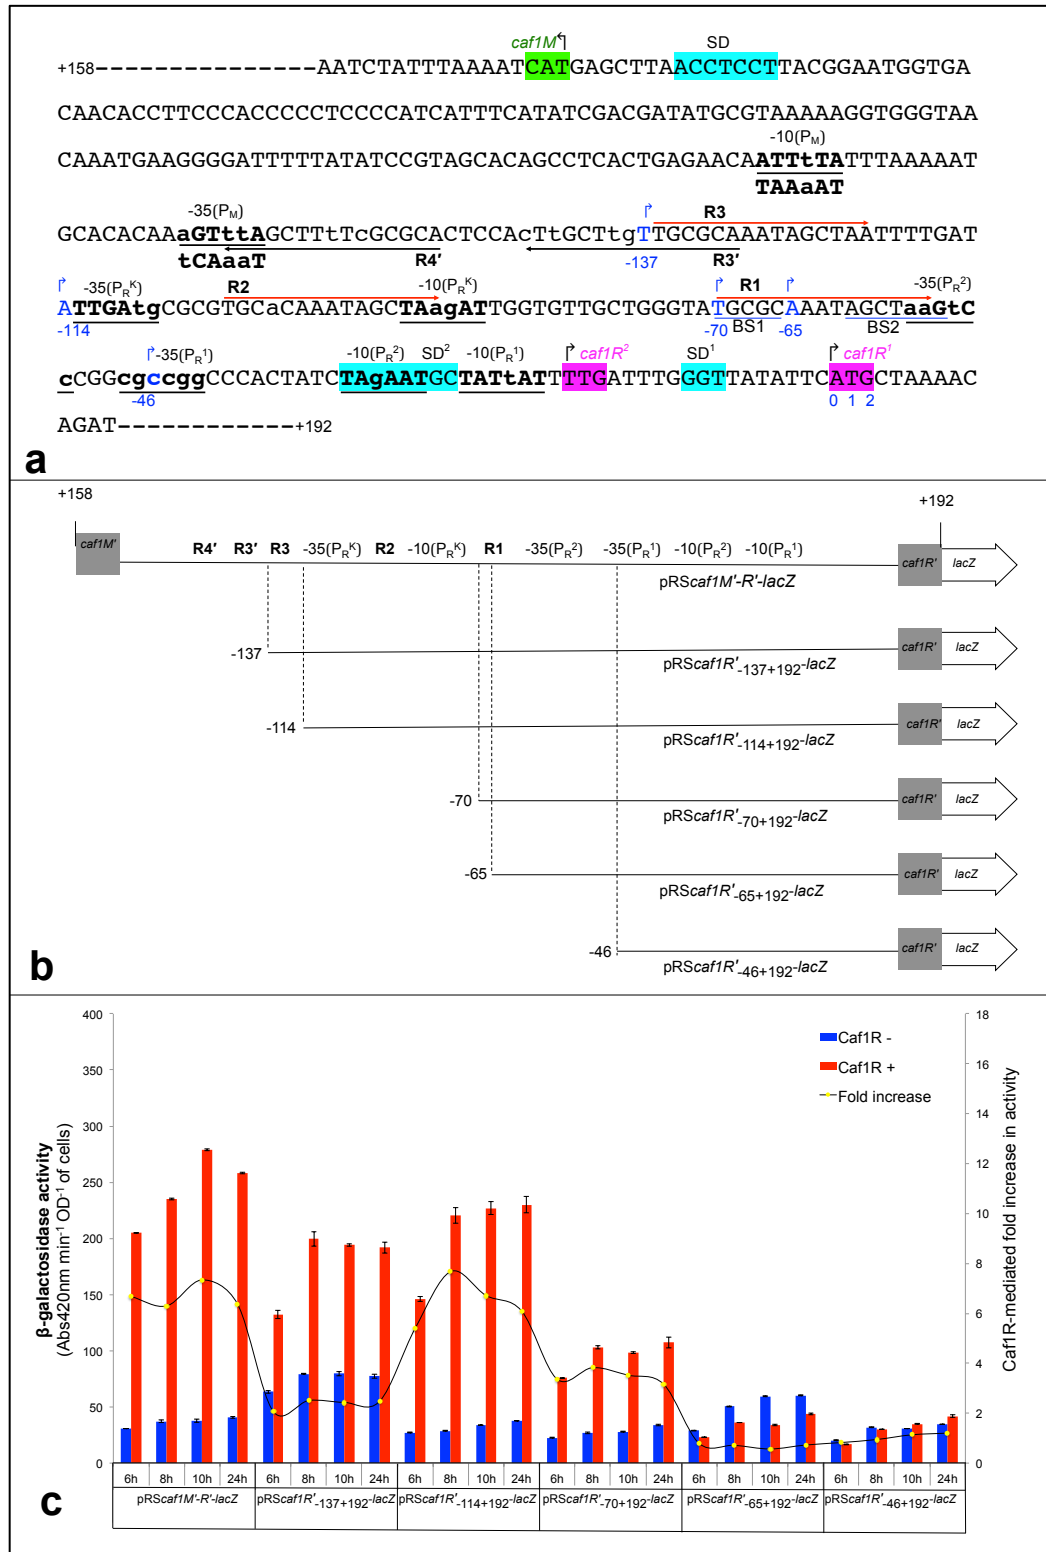 caf1M SD
+158----------------AATCTATTTAAAATCATGAGCTTAACCTCCTTACGGAATGGTGA
CAACACCTTCCCACCCCCTCCCCATCATTTCATATCGACGATATGCGTAAAAAGGTGGGTAA
-10(PM)
CAAATGAAGGGGATTTTTATATCCGTAGCACAGCCTCACTGAGAACAATTtTATTTAAAAAT
TAAaAT
-35(PM) R3
GCACACAAaGTttAGCTTtTcGCGCACTCCAcTtGCTtgTTGCGCAAATAGCTAATTTTGAT
tCAaaT R4′ -137 R3′
-35(PRK) R2 -10(PRK) R1 -35(PR2)
ATTGAtgCGCGTGCaCAAATAGCTAagATTGGTGTTGCTGGGTATGCGCAAATAGCTaaGtC
-114 -70 BS1 -65 BS2
-35(PR1) -10(PR2) SD2 -10(PR1) caf1R2 SD1 caf1R1
cCGGcgccggCCCACTATCTAgAATGCTATtATTTGATTTGGGTTATATTCATGCTAAAAC
-46 0 1 2
AGAT------------+192
a
+158 +192
caf1M' R4′ R3′ R3 -35(PRK) R2 -10(PRK) R1 -35(PR2) -35(PR1) -10(PR2) -10(PR1) caf1R' lacZ
pRScaf1M'-R'-lacZ
-137 caf1R' lacZ
pRScaf1R'-137+192-lacZ
-114 caf1R' lacZ
pRScaf1R'-114+192-lacZ
-70 caf1R' lacZ
pRScaf1R'-70+192-lacZ
-65 caf1R' lacZ
pRScaf1R'-65+192-lacZ
-46 caf1R' lacZ
pRScaf1R'-46+192-lacZ
b
β-galactosidase activity
(Abs420nm min-1 OD-1 of cells)
400
350
300
250
200
150
100
50
0
Caf1R -
Caf1R +
Fold increase
18
16
14
12
10
8
6
4
2
0
Caf1R-mediated fold increase in activity
6h 8h 10h 24h 6h 8h 10h 24h 6h 8h 10h 24h 6h 8h 10h 24h 6h 8h 10h 24h 6h 8h 10h 24h
pRScaf1M'-R'-lacZ pRScaf1R'-137+192-lacZ pRScaf1R'-114+192-lacZ pRScaf1R'-70+192-lacZ pRScaf1R'-65+192-lacZ pRScaf1R'-46+192-lacZ
c